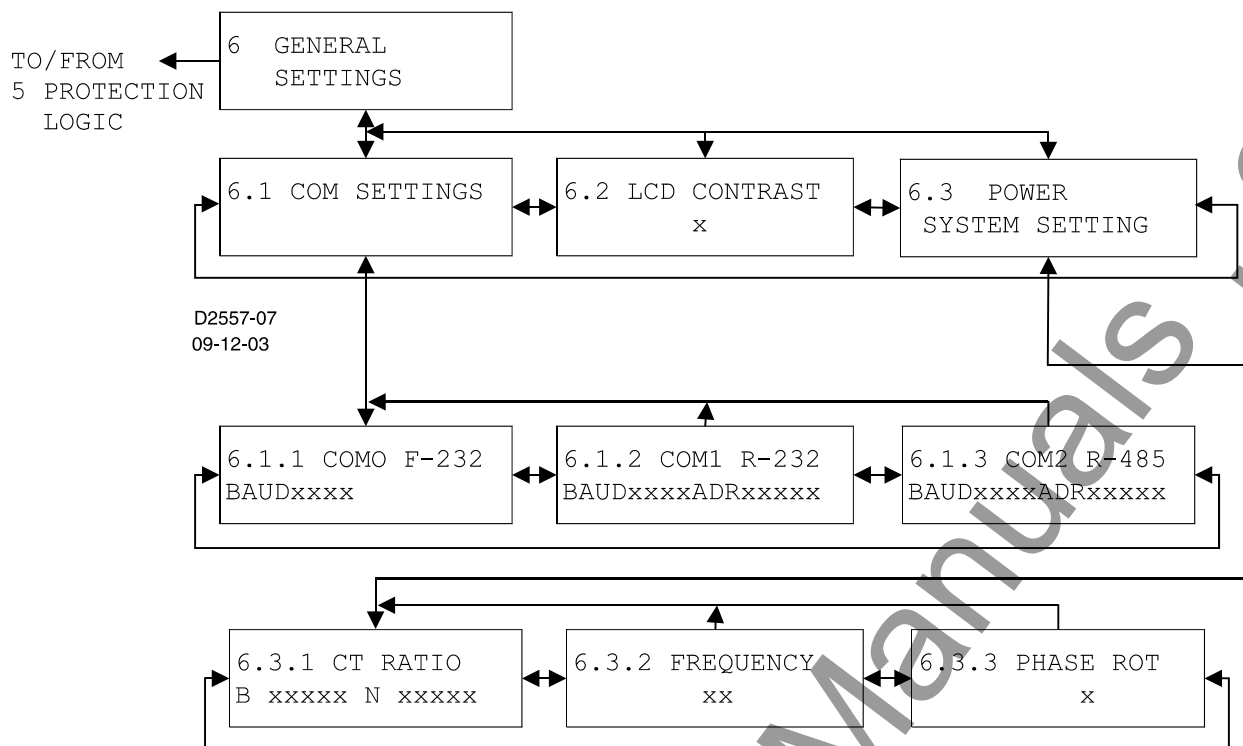 6 GENERAL
SETTINGS
TO/FROM
5 PROTECTION
LOGIC
6.1 COM SETTINGS
6.2 LCD CONTRAST
x
6.3 POWER
SYSTEM SETTING
D2557-07
09-12-03
6.1.1 COMO F-232
BAUDxxxx
6.1.2 COM1 R-232
BAUDxxxxADRxxxxx
6.1.3 COM2 R-485
BAUDxxxxADRxxxxx
6.3.1 CT RATIO
B xxxxx N xxxxx
6.3.2 FREQUENCY
xx
6.3.3 PHASE ROT
x
Manuals